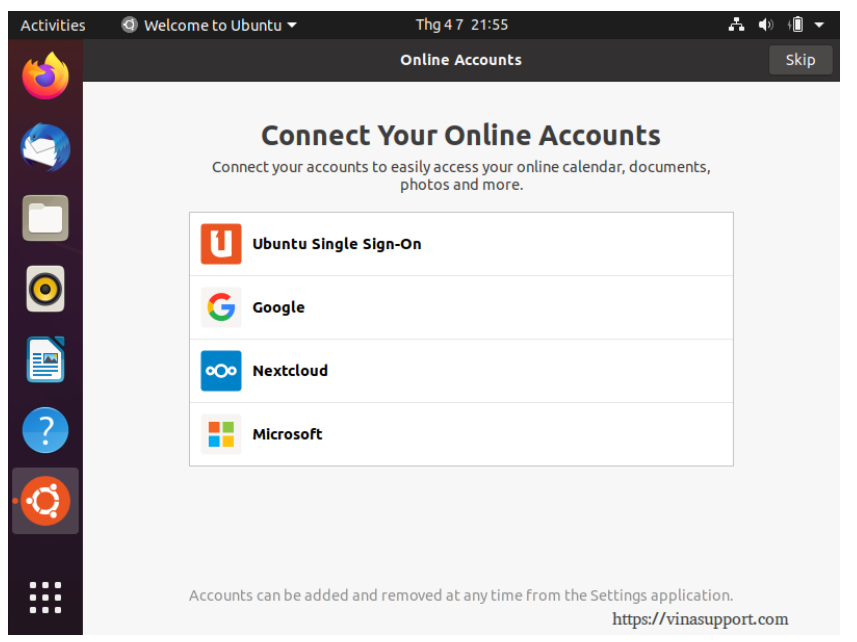 Activities
Welcome to Ubuntu
Thg 4 7 21:55
Online Accounts
Skip
Connect Your Online Accounts
Connect your accounts to easily access your online calendar, documents,
photos and more.
Ubuntu Single Sign-On
Google
Nextcloud
Microsoft
Accounts can be added and removed at any time from the Settings application.
https://vinasupport.com